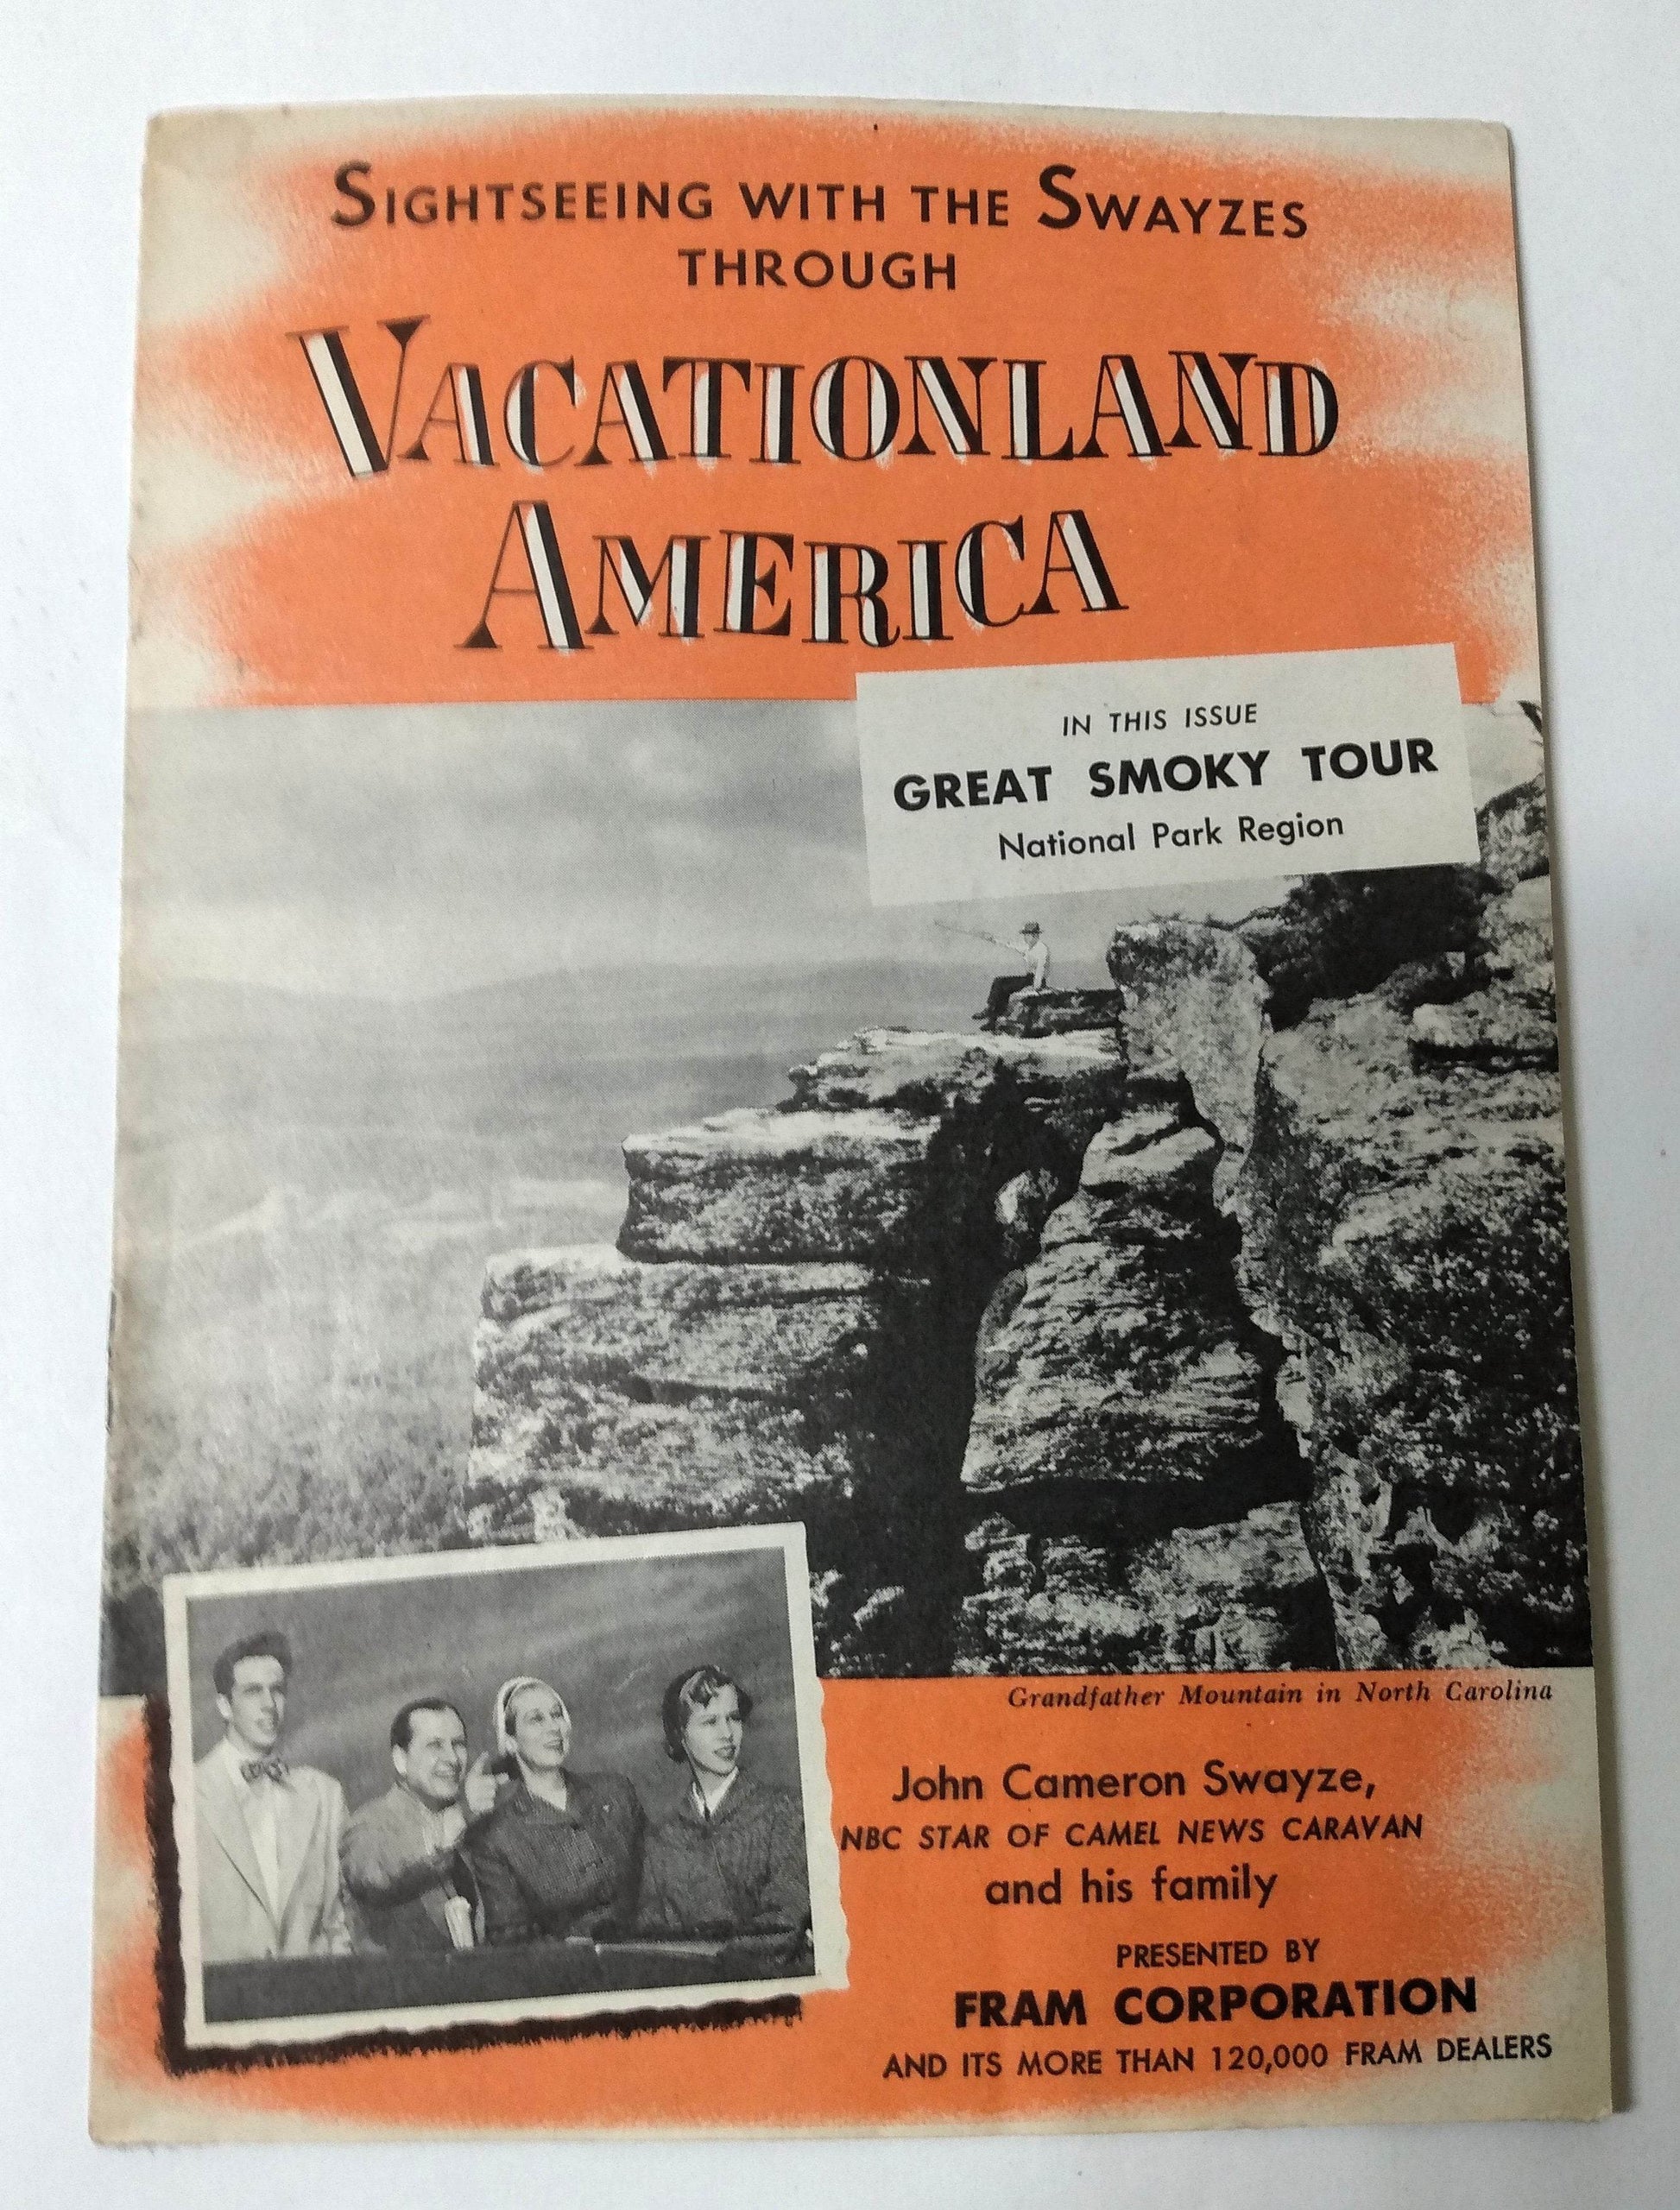 SIGHTSEEING WITH THE SWAYZES
THROUGH
VACATIONLAND
AMERICA
IN THIS ISSUE
GREAT SMOKY TOUR
National Park Region
Grandfather Mountain in North Carolina
John Cameron Swayze,
NBC STAR OF CAMEL NEWS CARAVAN
and his family
PRESENTED BY
FRAM CORPORATION
AND ITS MORE THAN 120,000 FRAM DEALERS